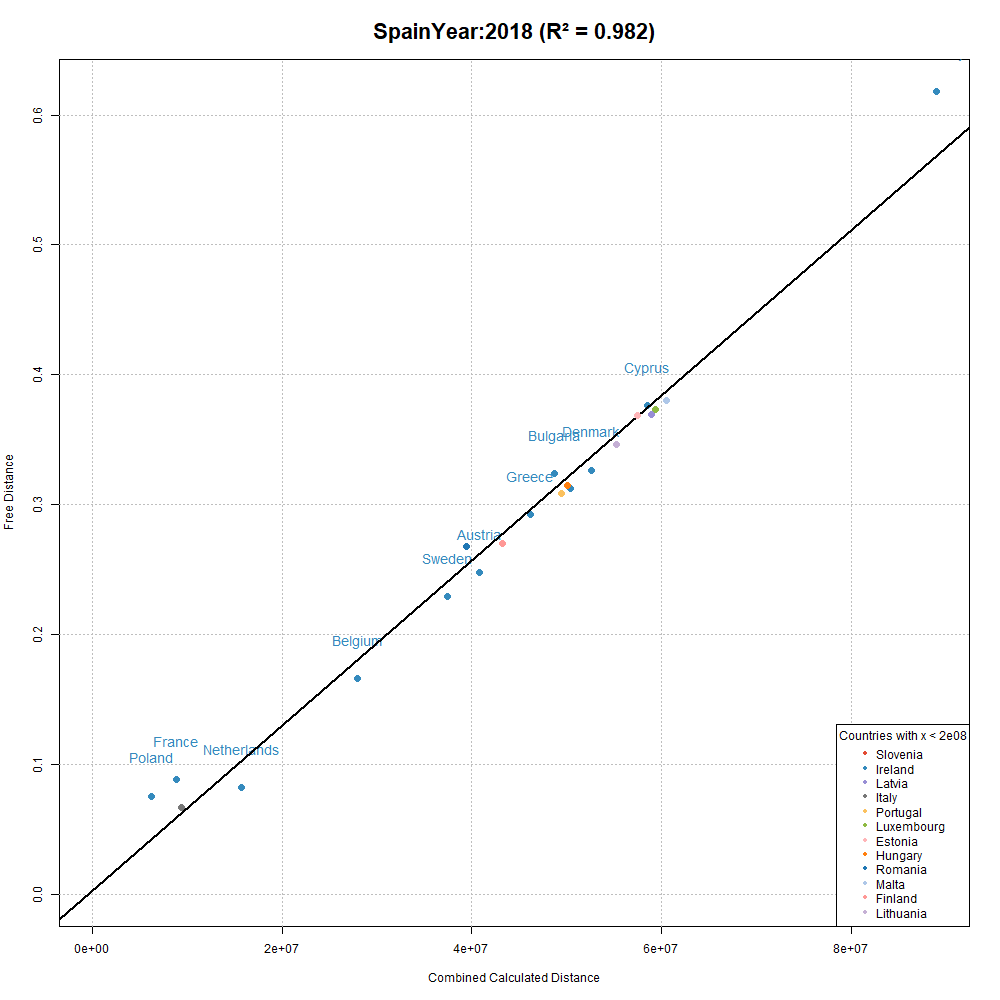 SpainYear:2018 (R² = 0.982)
Free Distance
0.6
0.5
0.4
0.3
0.2
0.1
0.0
Cyprus
Bulgaria
Denmark
Greece
Austria
Sweden
Belgium
France
Poland
Netherlands
Countries with x < 2e08
Slovenia
Ireland
Latvia
Italy
Portugal
Luxembourg
Estonia
Hungary
Romania
Malta
Finland
Lithuania
0e+00 2e+07 4e+07 6e+07 8e+07
Combined Calculated Distance